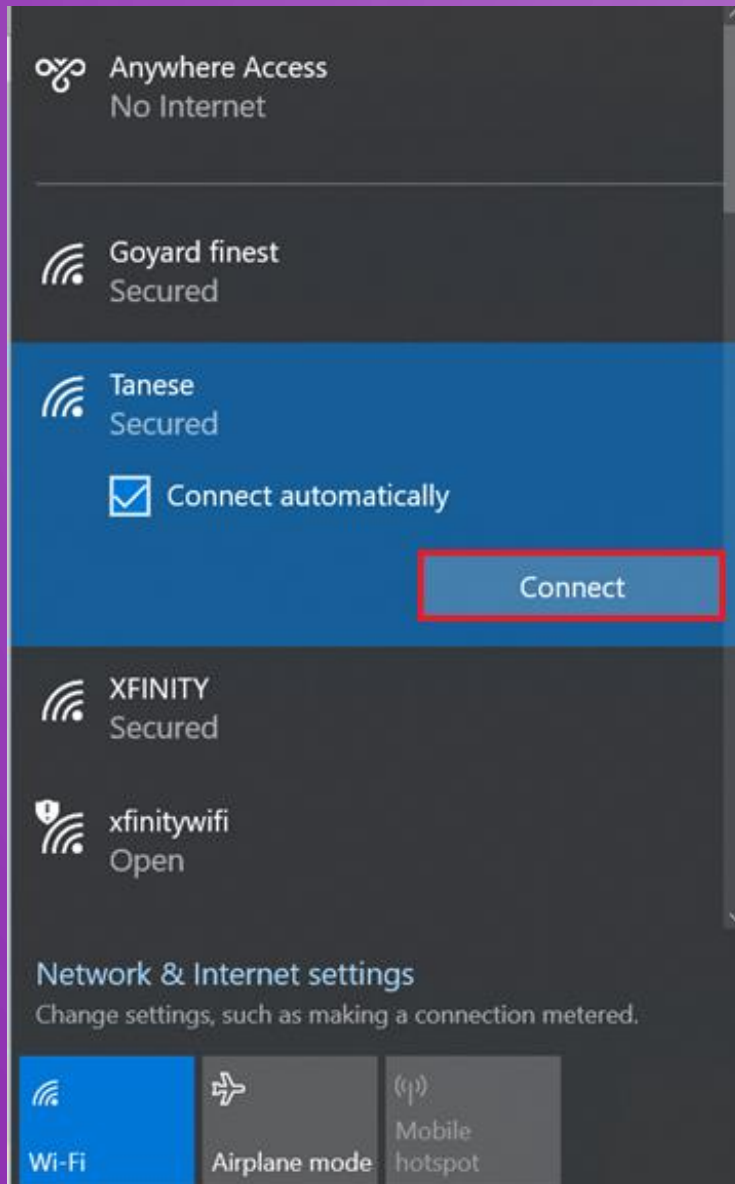 Anywhere Access
No Internet
Goyard finest
Secured
Tanese
Secured
Connect automatically
Connect
XFINITY
Secured
xfinitywifi
Open
Network & Internet settings
Change settings, such as making a connection metered.
Wi-Fi
Airplane mode
Mobile
hotspot